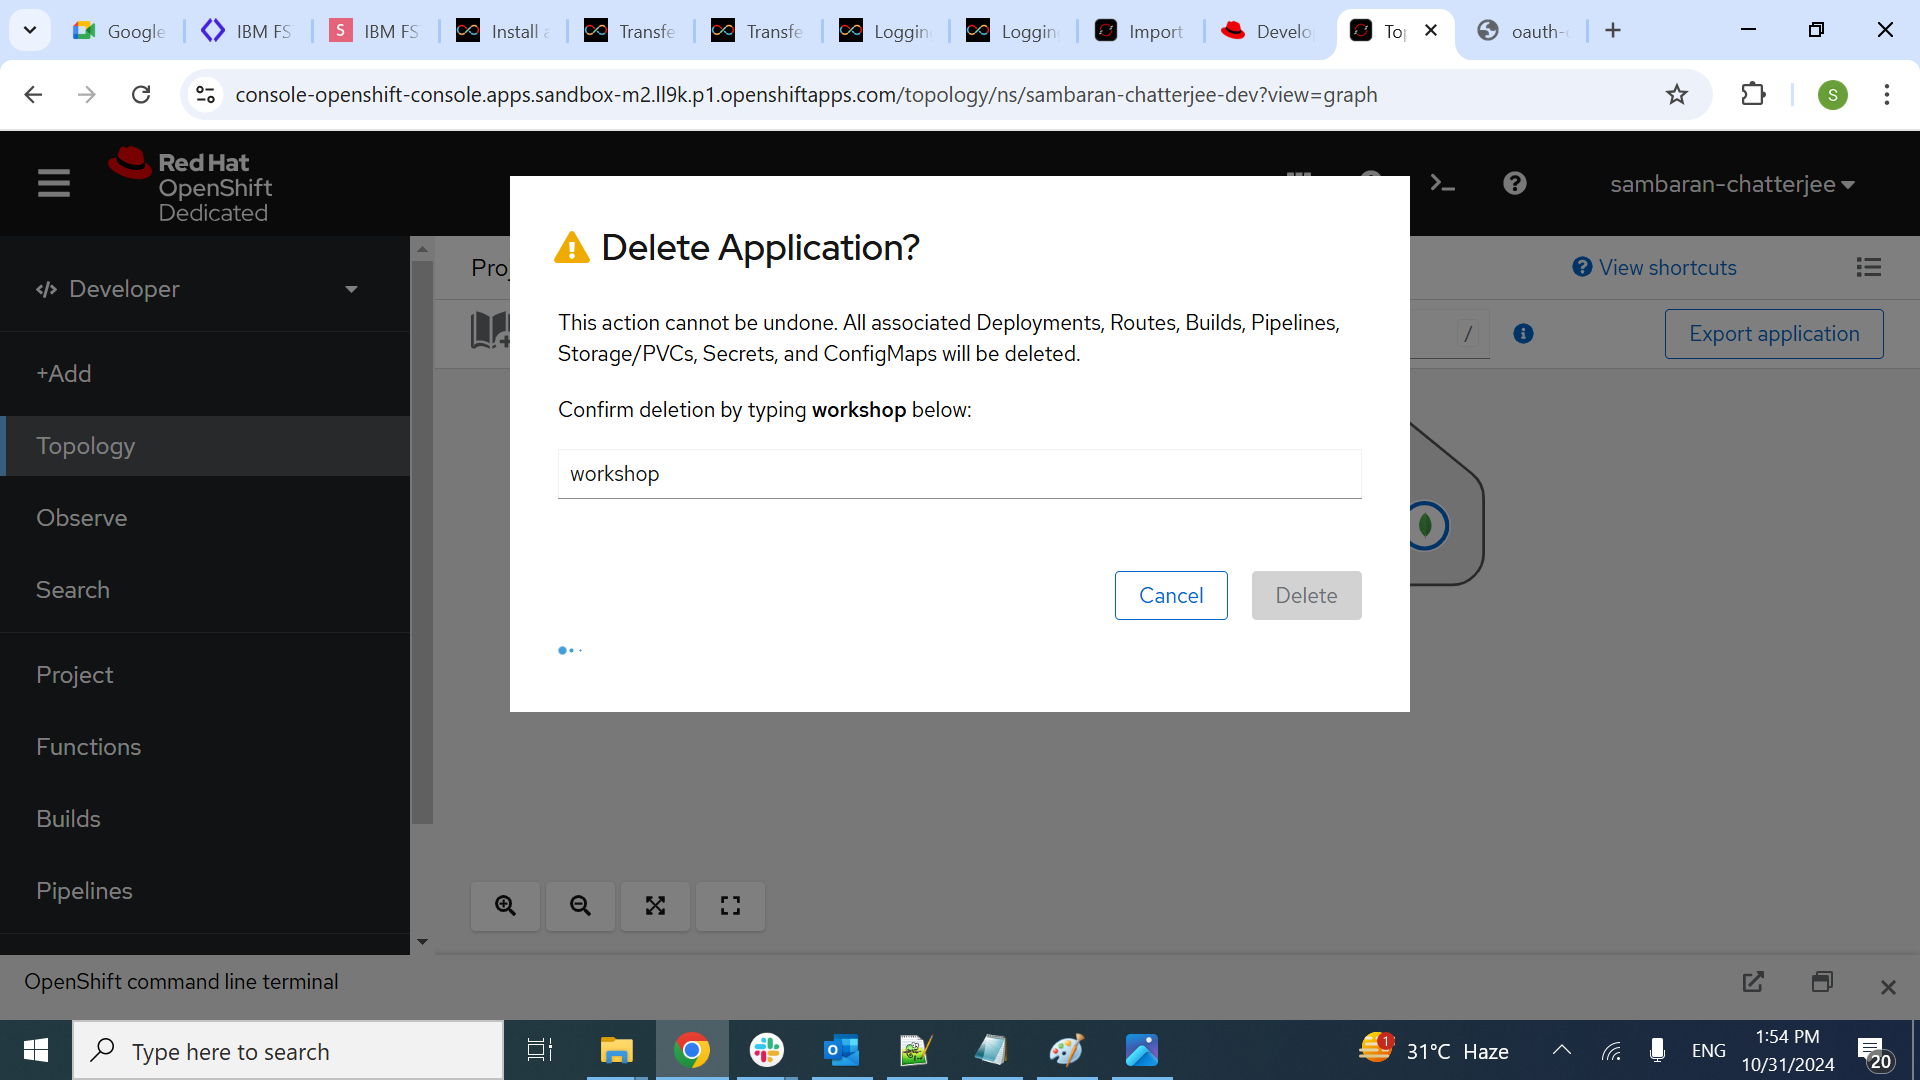 Google
IBM FS
S
IBM FS
Install a
Transfe
Transfe
Loggin
Loggin
Import
Develo
To
oauth-
console-openshift-console.apps.sandbox-m2.ll9k.p1.openshiftapps.com/topology/ns/sambaran-chatterjee-dev?view=graph
S
Red Hat
OpenShift
Dedicated
sambaran-chatterjee
Developer
+Add
Topology
Observe
Search
Project
Functions
Builds
Pipelines
Proj
View shortcuts
/
Export application
Delete Application?
This action cannot be undone. All associated Deployments, Routes, Builds, Pipelines,
Storage/PVCs, Secrets, and ConfigMaps will be deleted.
Confirm deletion by typing workshop below:
workshop
Cancel
Delete
OpenShift command line terminal
Type here to search
1
31°C Haze
ENG
1:54 PM
10/31/2024
20